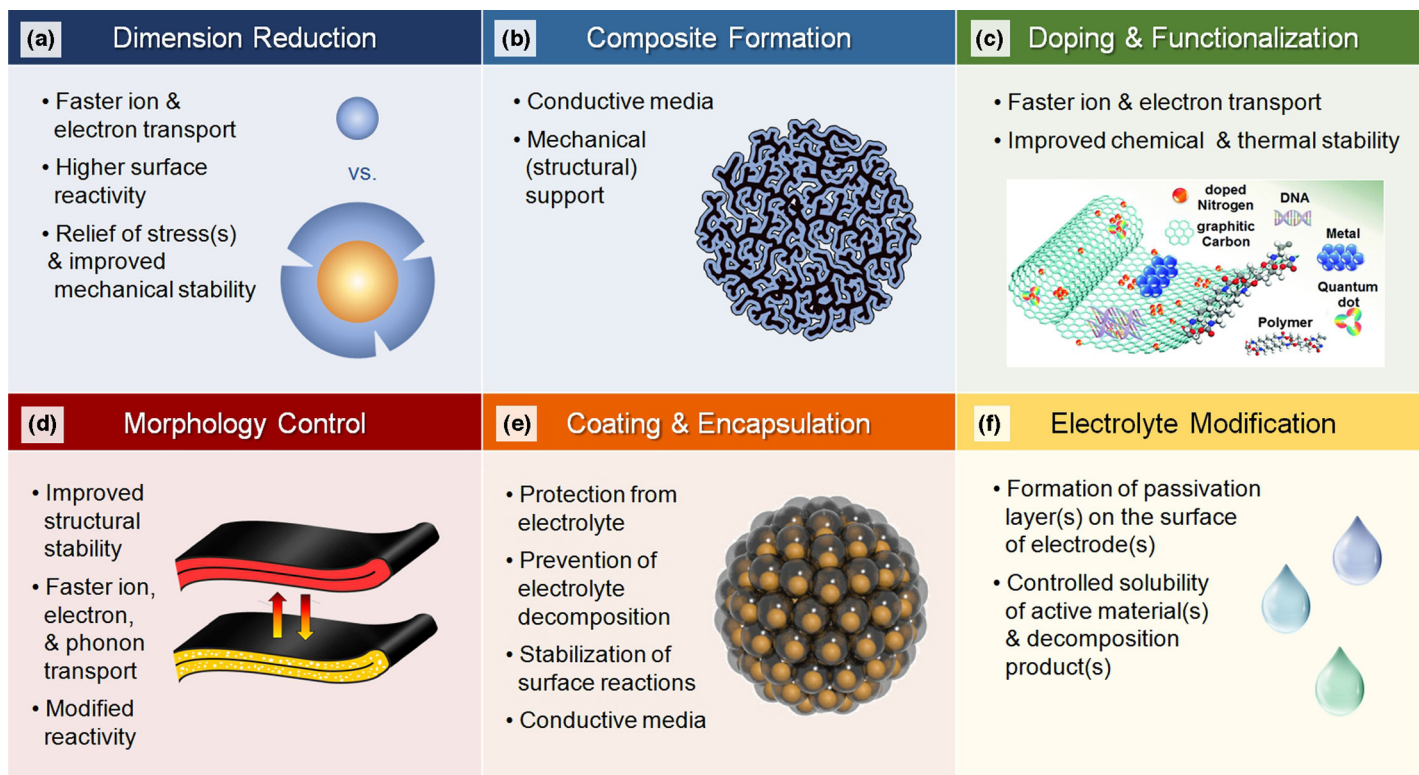 (a) Dimension Reduction
• Faster ion &
electron transport
• Higher surface
reactivity
• Relief of stress(s)
& improved
mechanical stability
vs.
(b) Composite Formation
• Conductive media
• Mechanical
(structural)
support
(c) Doping & Functionalization
• Faster ion & electron transport
• Improved chemical & thermal stability
doped
Nitrogen
graphitic
Carbon
DNA
Metal
Quantum
dot
Polymer
(d) Morphology Control
• Improved
structural
stability
• Faster ion,
electron,
& phonon
transport
• Modified
reactivity
(e) Coating & Encapsulation
• Protection from
electrolyte
• Prevention of
electrolyte
decomposition
• Stabilization of
surface reactions
• Conductive media
(f) Electrolyte Modification
• Formation of passivation
layer(s) on the surface
of electrode(s)
• Controlled solubility
of active material(s)
& decomposition
product(s)